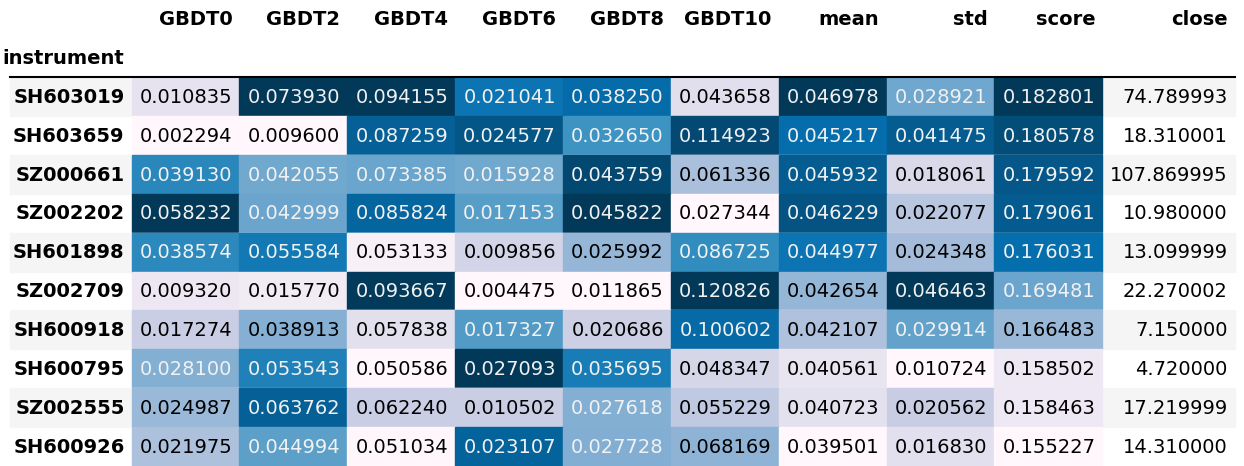 GBDT0 GBDT2 GBDT4 GBDT6 GBDT8 GBDT10 mean std score close
instrument
SH603019 0.010835 0.073930 0.094155 0.021041 0.038250 0.043658 0.046978 0.028921 0.182801 74.789993
SH603659 0.002294 0.009600 0.087259 0.024577 0.032650 0.114923 0.045217 0.041475 0.180578 18.310001
SZ000661 0.039130 0.042055 0.073385 0.015928 0.043759 0.061336 0.045932 0.018061 0.179592 107.869995
SZ002202 0.058232 0.042999 0.085824 0.017153 0.045822 0.027344 0.046229 0.022077 0.179061 10.980000
SH601898 0.038574 0.055584 0.053133 0.009856 0.025992 0.086725 0.044977 0.024348 0.176031 13.099999
SZ002709 0.009320 0.015770 0.093667 0.004475 0.011865 0.120826 0.042654 0.046463 0.169481 22.270002
SH600918 0.017274 0.038913 0.057838 0.017327 0.020686 0.100602 0.042107 0.029914 0.166483 7.150000
SH600795 0.028100 0.053543 0.050586 0.027093 0.035695 0.048347 0.040561 0.010724 0.158502 4.720000
SZ002555 0.024987 0.063762 0.062240 0.010502 0.027618 0.055229 0.040723 0.020562 0.158463 17.219999
SH600926 0.021975 0.044994 0.051034 0.023107 0.027728 0.068169 0.039501 0.016830 0.155227 14.310000